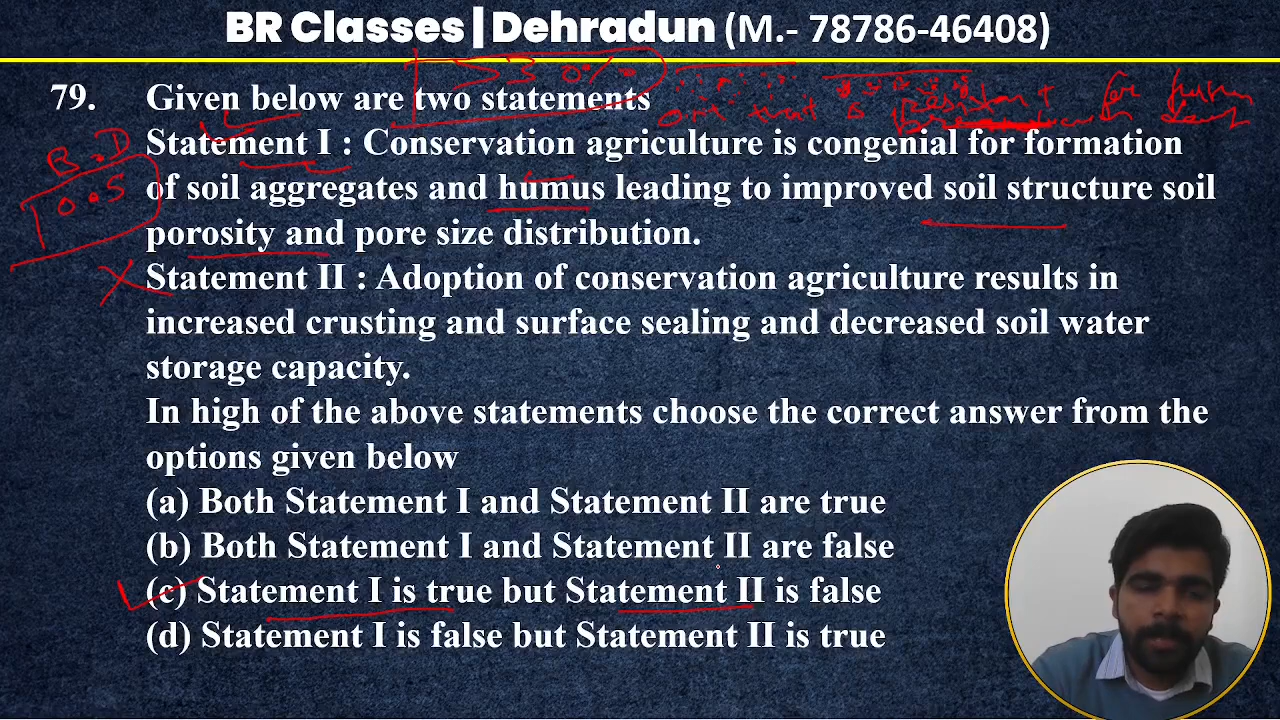 BR Classes | Dehradun (M.- 78786-46408)
>30%
79. Given below are two statements
B.D
0.5
Statement I : Conservation agriculture is congenial for formation
of soil aggregates and humus leading to improved soil structure soil
porosity and pore size distribution.
Statement II : Adoption of conservation agriculture results in
increased crusting and surface sealing and decreased soil water
storage capacity.
In high of the above statements choose the correct answer from the
options given below
(a) Both Statement I and Statement II are true
(b) Both Statement I and Statement II are false
(c) Statement I is true but Statement II is false
(d) Statement I is false but Statement II is true